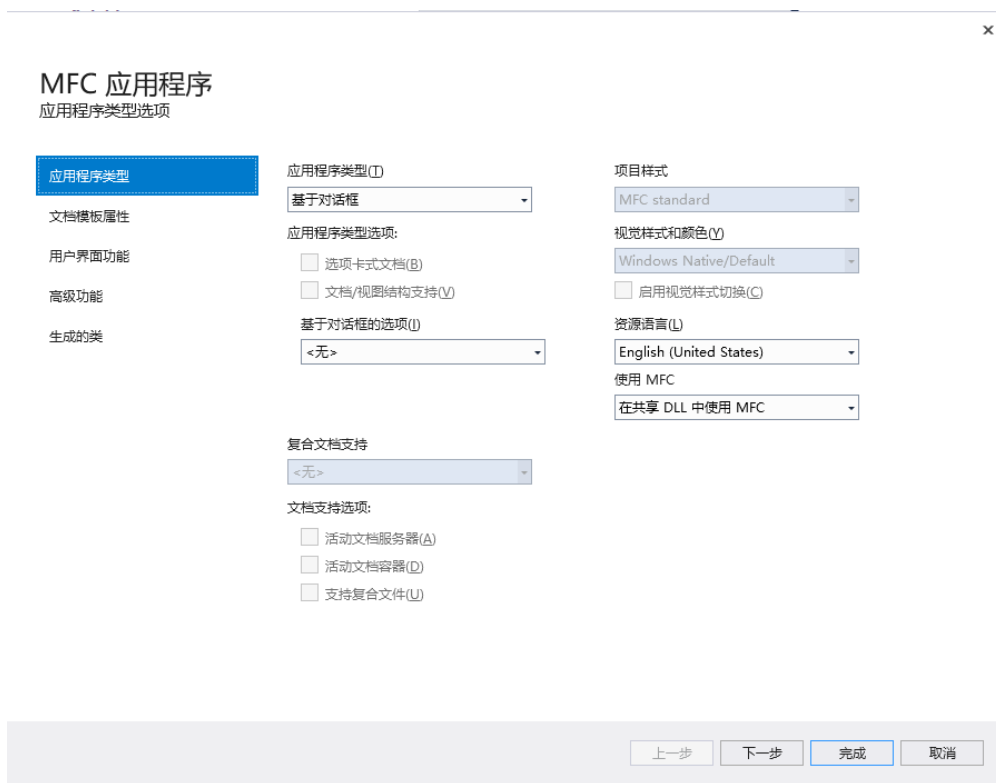 MFC 应用程序
应用程序类型选项
应用程序类型
文档模板属性
用户界面功能
高级功能
生成的类
应用程序类型(T)
基于对话框
应用程序类型选项:
选项卡式文档(B)
文档/视图结构支持(V)
基于对话框的选项(I)
<无>
复合文档支持
<无>
文档支持选项:
活动文档服务器(A)
活动文档容器(D)
支持复合文件(U)
项目样式
MFC standard
视觉样式和颜色(Y)
Windows Native/Default
启用视觉样式切换(C)
资源语言(L)
English (United States)
使用 MFC
在共享 DLL 中使用 MFC
上一步
下一步
完成
取消